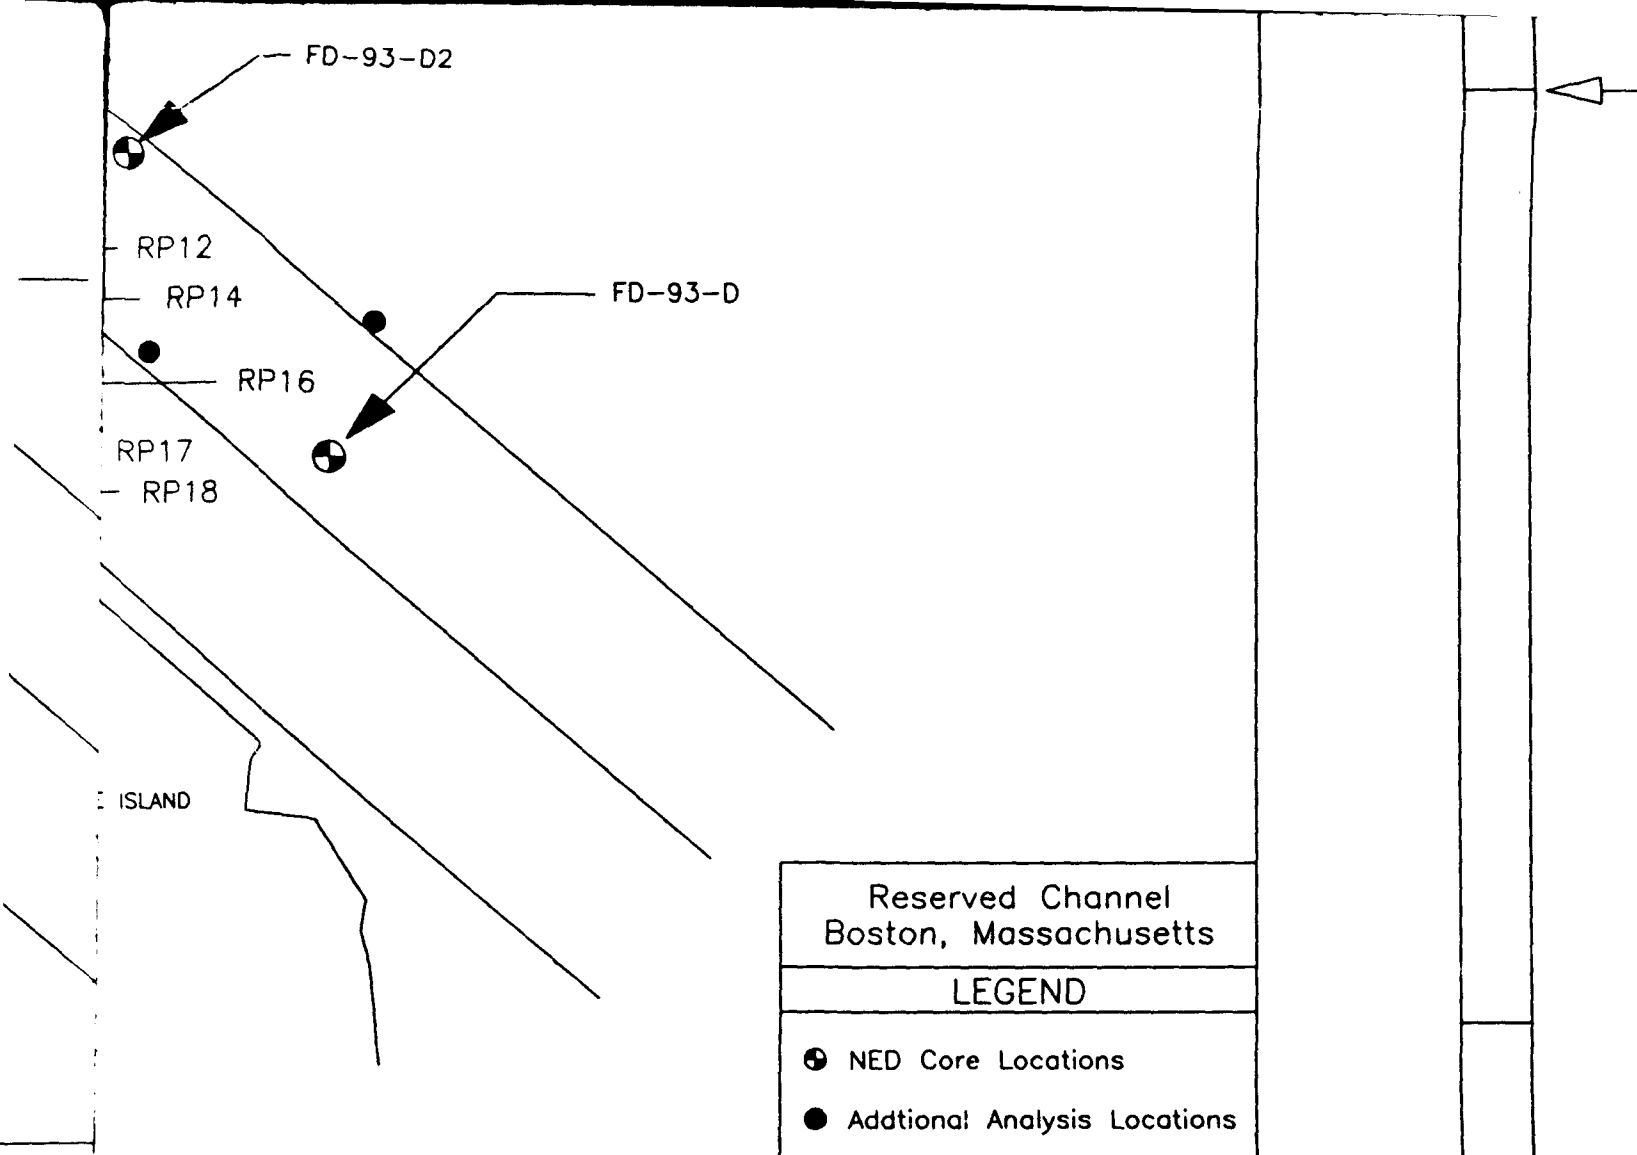 FD-93-D2
RP12
RP14
FD-93-D
RP16
RP17
RP18
ISLAND
Reserved Channel
Boston, Massachusetts
LEGEND
NED Core Locations
Addtional Analysis Locations